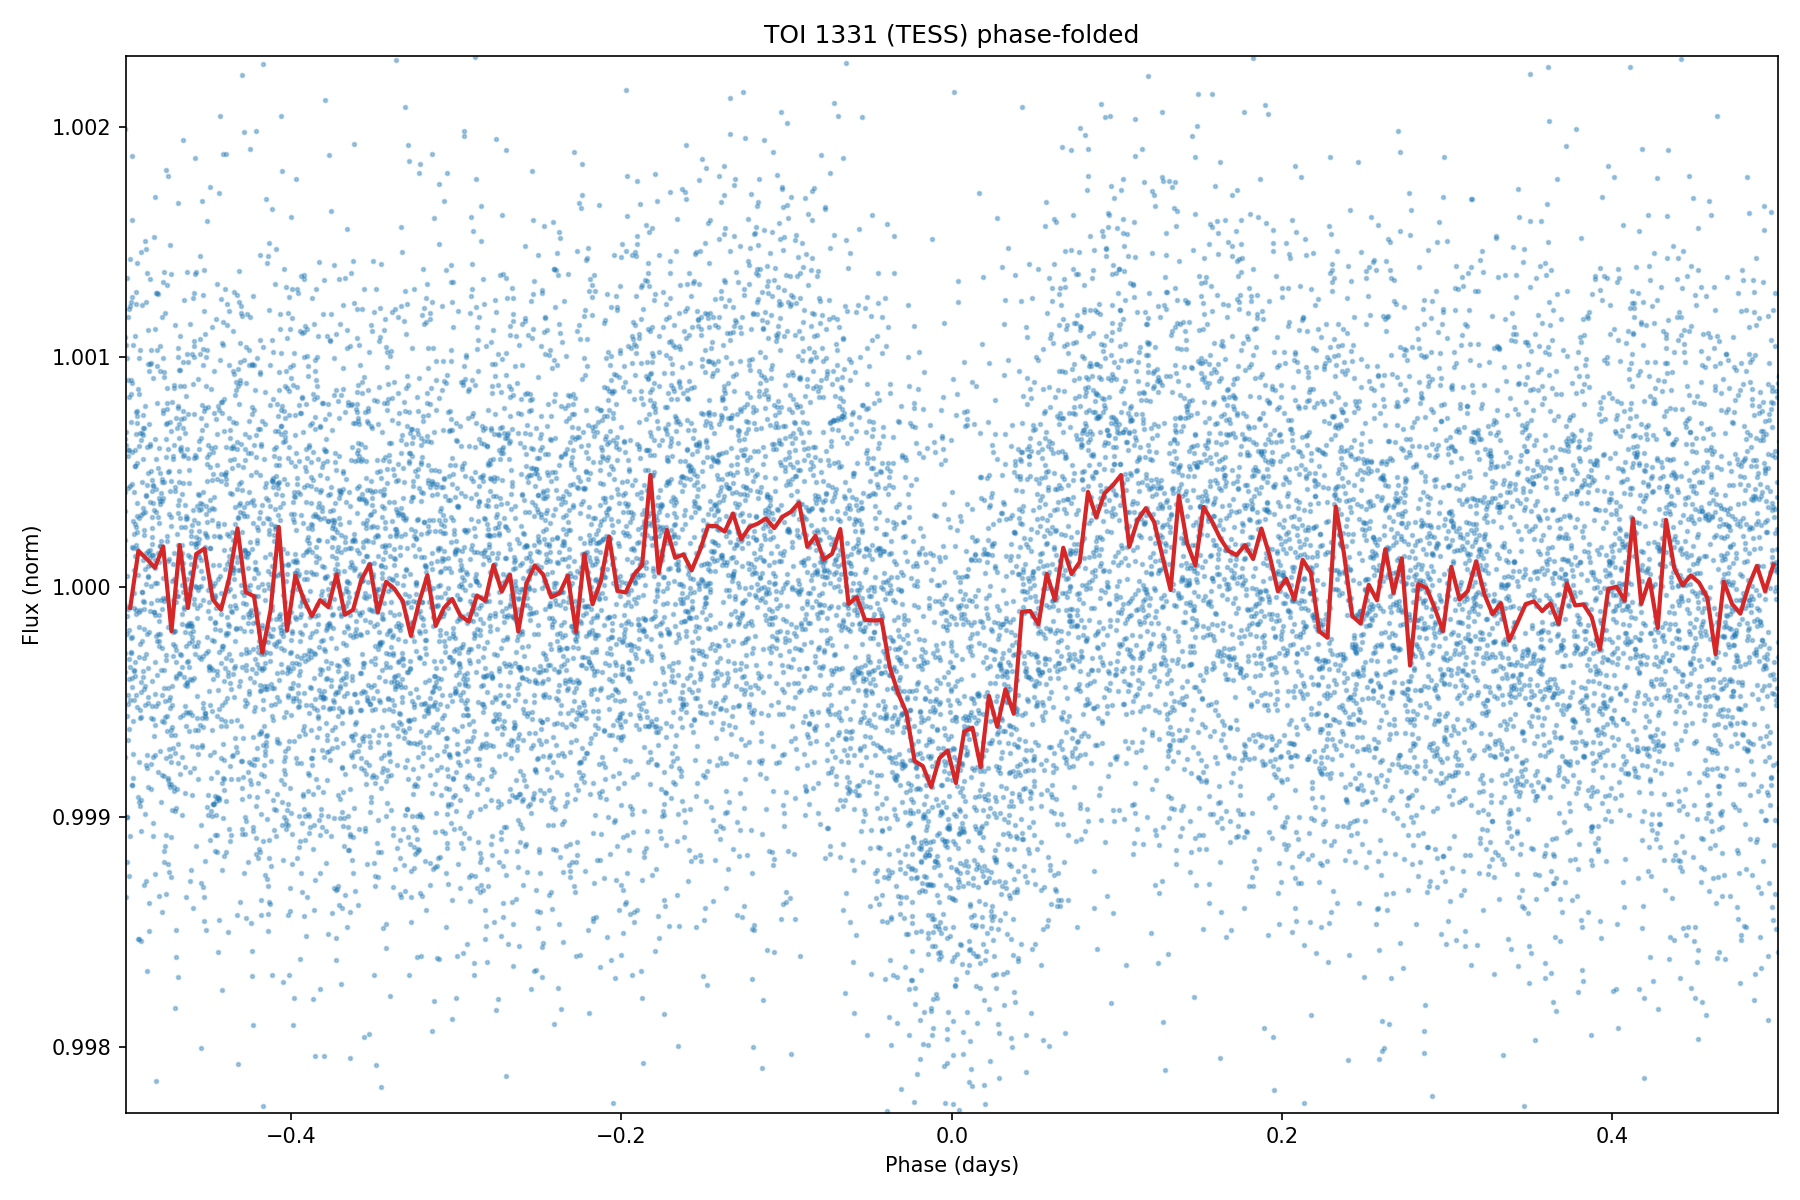 TOI 1331 (TESS) phase-folded
Flux (norm)
1.002
1.001
1.000
0.999
0.998
−0.4 −0.2 0.0 0.2 0.4
Phase (days)